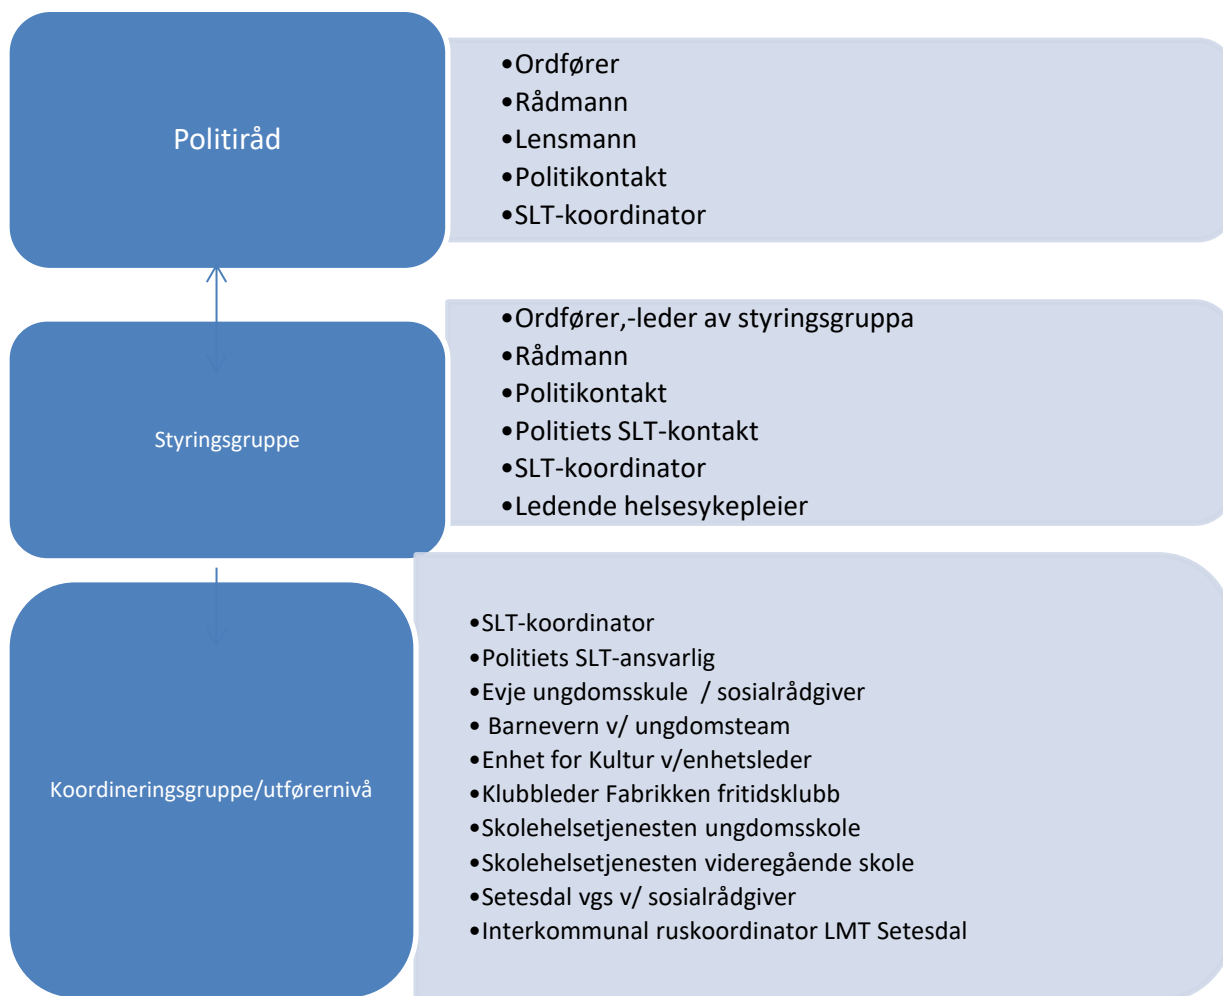 Politiråd
•Ordfører
•Rådmann
•Lensmann
•Politikontakt
•SLT-koordinator
Styringsgruppe
•Ordfører,-leder av styringsgruppa
•Rådmann
•Politikontakt
•Politiets SLT-kontakt
•SLT-koordinator
•Ledende helsesykepleier
Koordineringsgruppe/utførernivå
•SLT-koordinator
•Politiets SLT-ansvarlig
•Evje ungdomsskule / sosialrådgiver
• Barnevern v/ ungdomsteam
•Enhet for Kultur v/enhetsleder
•Klubbleder Fabrikken fritidsklubb
•Skolehelsetjenesten ungdomsskole
•Skolehelsetjenesten videregående skole
•Setesdal vgs v/ sosialrådgiver
•Interkommunal ruskoordinator LMT Setesdal